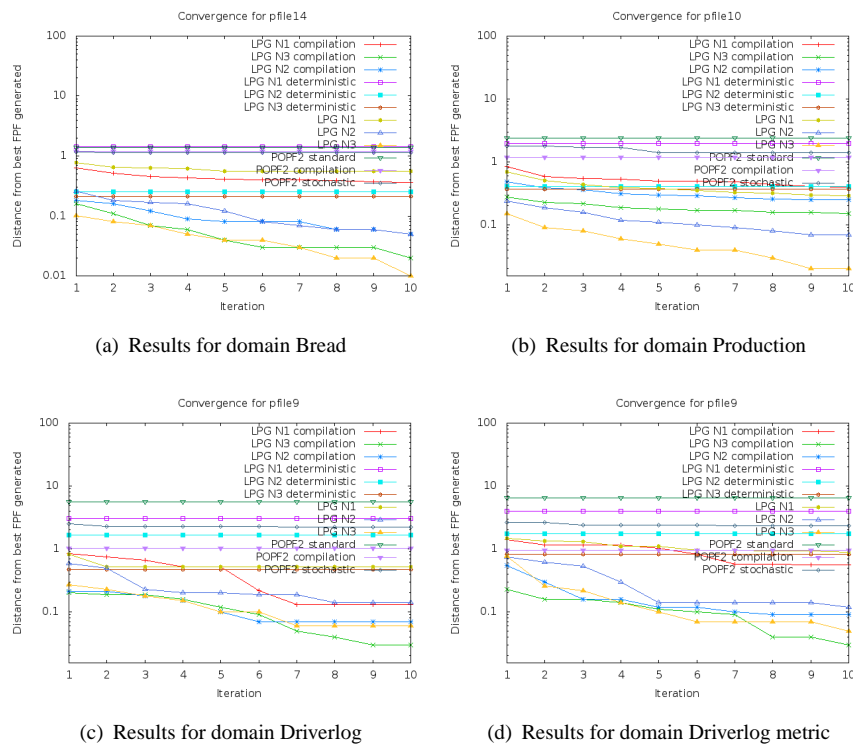 Convergence for pfile14
Distance from best FPF generated
100
10
1
0.1
0.01
LPG N1 compilation
LPG N3 compilation
LPG N2 compilation
LPG N1 deterministic
LPG N2 deterministic
LPG N3 deterministic
LPG N1
LPG N2
LPG N3
POPF2 standard
POPF2 compilation
POPF2 stochastic
1 2 3 4 5 6 7 8 9 10
Iteration
(a) Results for domain Bread
Convergence for pfile10
Distance from best FPF generated
100
10
1
0.1
LPG N1 compilation
LPG N3 compilation
LPG N2 compilation
LPG N1 deterministic
LPG N2 deterministic
LPG N3 deterministic
LPG N1
LPG N2
LPG N3
POPF2 standard
POPF2 compilation
POPF2 stochastic
1 2 3 4 5 6 7 8 9 10
Iteration
(b) Results for domain Production
Convergence for pfile9
Distance from best FPF generated
100
10
1
0.1
LPG N1 compilation
LPG N3 compilation
LPG N2 compilation
LPG N1 deterministic
LPG N2 deterministic
LPG N3 deterministic
LPG N1
LPG N2
LPG N3
POPF2 standard
POPF2 compilation
POPF2 stochastic
1 2 3 4 5 6 7 8 9 10
Iteration
(c) Results for domain Driverlog
Convergence for pfile9
Distance from best FPF generated
100
10
1
0.1
LPG N1 compilation
LPG N3 compilation
LPG N2 compilation
LPG N1 deterministic
LPG N2 deterministic
LPG N3 deterministic
LPG N1
LPG N2
LPG N3
POPF2 standard
POPF2 compilation
POPF2 stochastic
1 2 3 4 5 6 7 8 9 10
Iteration
(d) Results for domain Driverlog metric